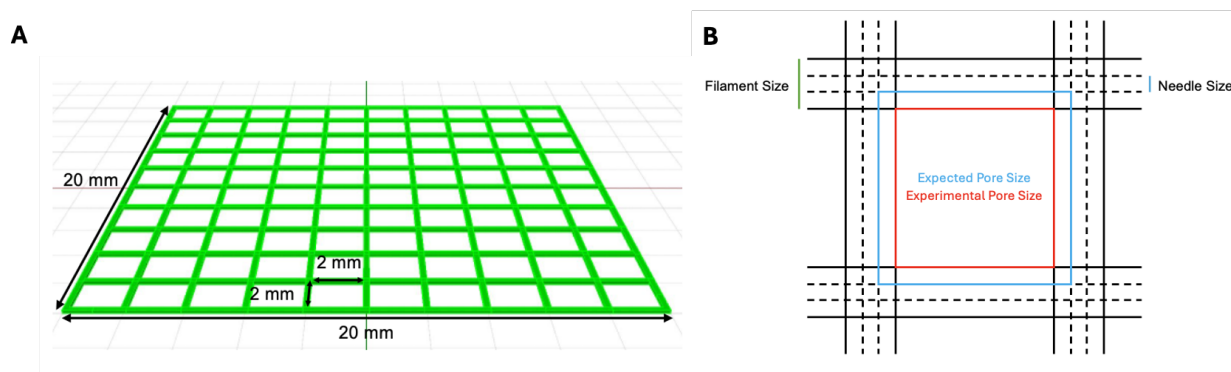 A
20 mm
2 mm
2 mm
20 mm
B
Filament Size
Needle Size
Expected Pore Size
Experimental Pore Size